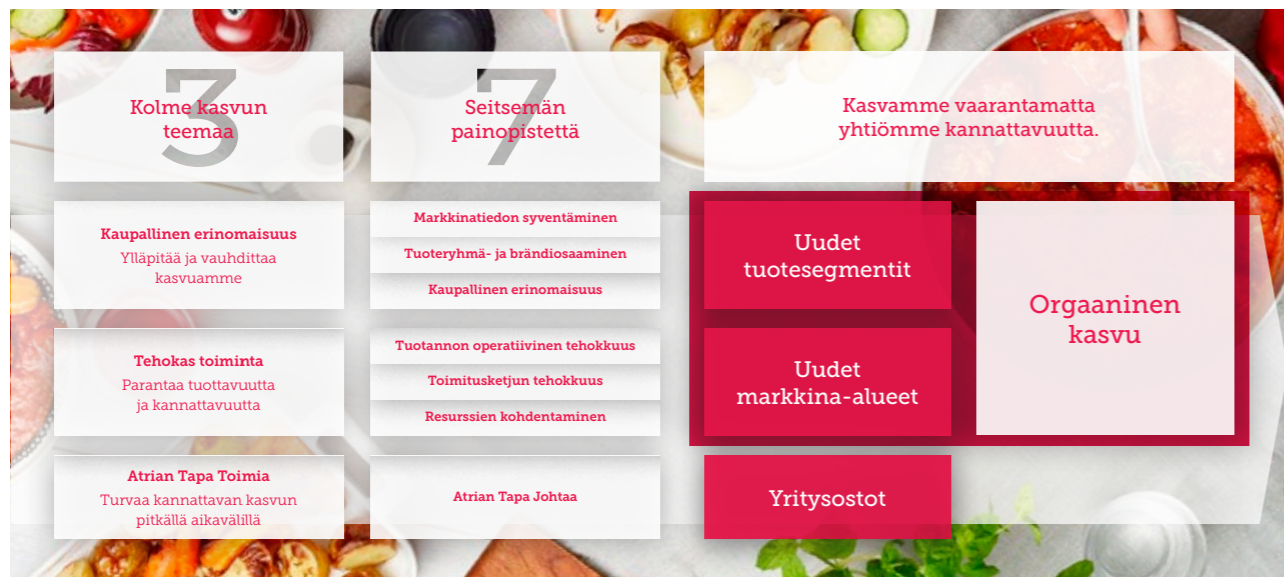 3
Kolme kasvun
teemaa
7
Seitsemän
painopistettä
Kasvamme vaarantamatta
yhtiömme kannattavuutta.
Kaupallinen erinomaisuus
Ylläpitää ja vauhdittaa
kasvuamme
Markkinatiedon syventäminen
Tuoteryhmä- ja brändiosaaminen
Kaupallinen erinomaisuus
Uudet
tuotesegmentit
Orgaaninen
kasvu
Tehokas toiminta
Parantaa tuottavuutta
ja kannattavuutta
Tuotannon operatiivinen tehokkuus
Toimitusketjun tehokkuus
Resurssien kohdentaminen
Uudet
markkina-alueet
Atrian Tapa Toimia
Turvaa kannattavan kasvun
pitkällä aikavälillä
Atrian Tapa Johtaa
Yritysostot